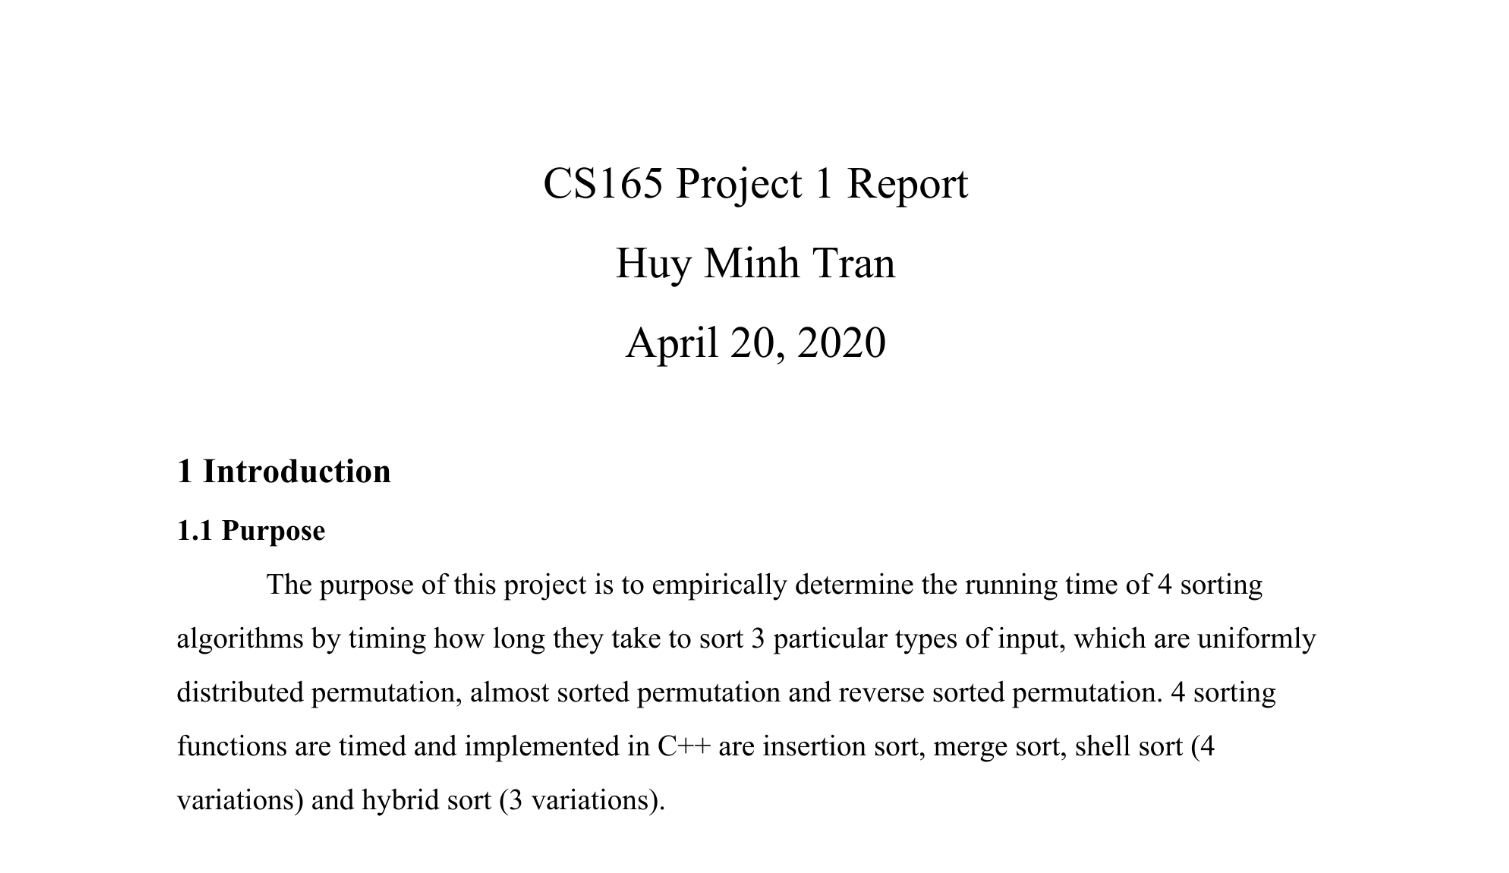 CS165 Project 1 Report
Huy Minh Tran
April 20, 2020
1 Introduction
1.1 Purpose
The purpose of this project is to empirically determine the running time of 4 sorting
algorithms by timing how long they take to sort 3 particular types of input, which are uniformly
distributed permutation, almost sorted permutation and reverse sorted permutation. 4 sorting
functions are timed and implemented in C++ are insertion sort, merge sort, shell sort (4
variations) and hybrid sort (3 variations).